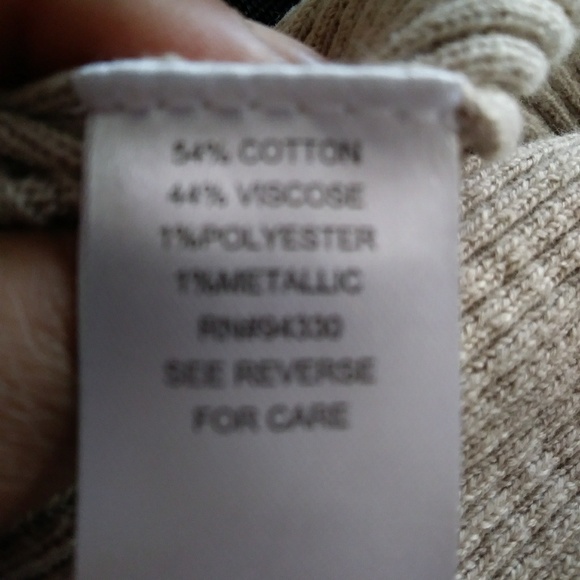 54% COTTON
44% VISCOSE
1%POLYESTER
1%METALLIC
RN#94330
SEE REVERSE
FOR CARE